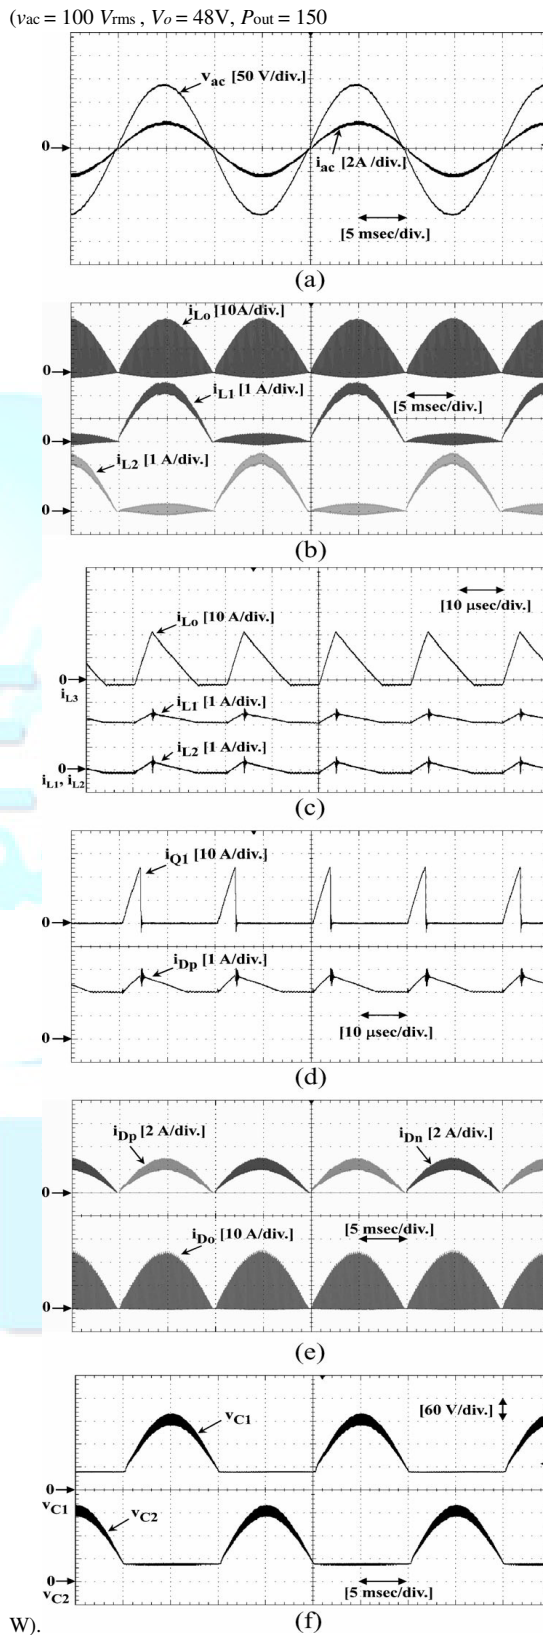 (vac = 100 Vrms , Vo = 48V, Pout = 150
vac [50 V/div.]
0
iac [2A /div.]
[5 msec/div.]
(a)
iLo [10A/div.]
0
iL1 [1 A/div.]
[5 msec/div.]
0
iL2 [1 A/div.]
0
(b)
[10 μsec/div.]
iLo [10 A/div.]
0
iL3
iL1 [1 A/div.]
iL2 [1 A/div.]
0
iL1, iL2
(c)
iQ1 [10 A/div.]
0
iDp [1 A/div.]
[10 μsec/div.]
0
(d)
iDp [2 A/div.]
iDn [2 A/div.]
0
iDo [10 A/div.]
[5 msec/div.]
0
(e)
[60 V/div.]
vC1
0
vC1
vC2
0
vC2
[5 msec/div.]
W).
(f)